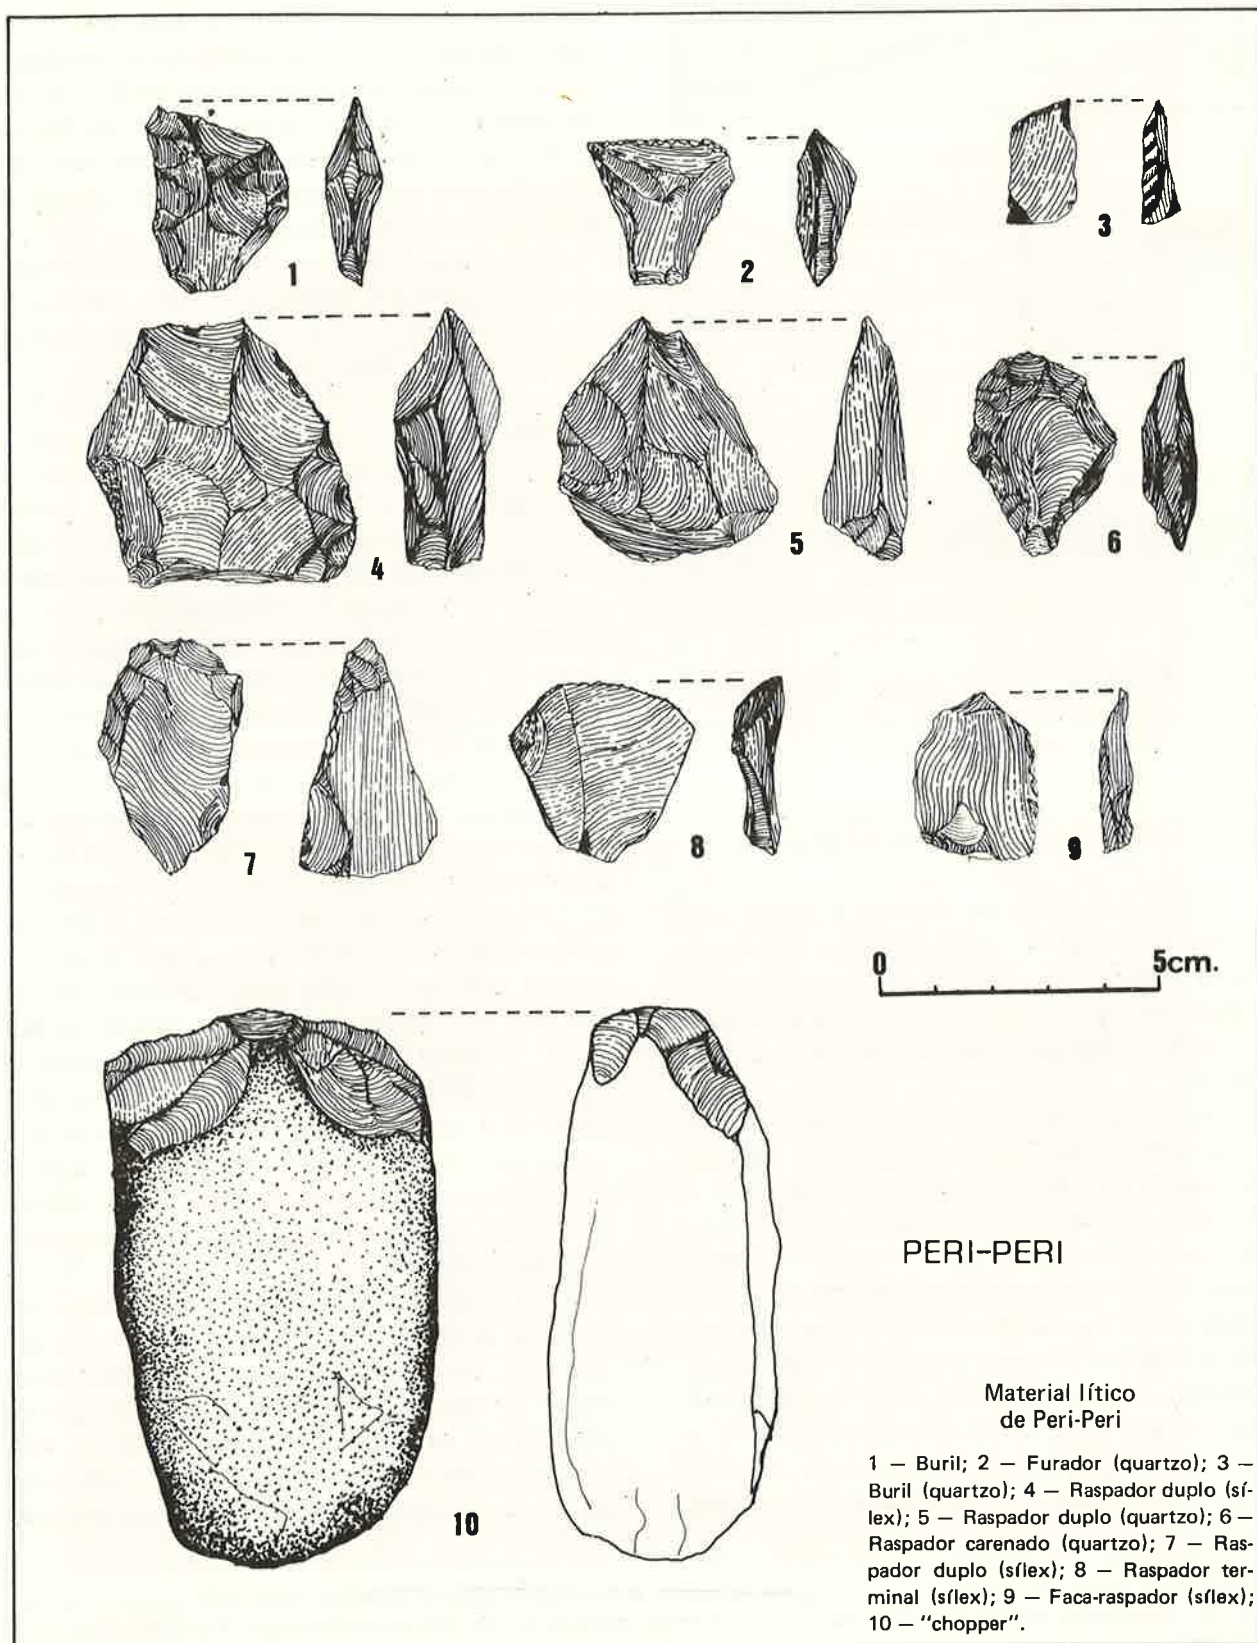 1
2
3
4
5
6
7
8
9
0 5cm.
10
PERI-PERI
Material lítico
de Peri-Peri
1 — Buril; 2 — Furador (quartzo); 3 —
Buril (quartzo); 4 — Raspador duplo (sí-
lex); 5 — Raspador duplo (quartzo); 6 —
Raspador carenado (quartzo); 7 — Ras-
pador duplo (sílex); 8 — Raspador ter-
minal (sílex); 9 — Faca-raspador (sílex);
10 — "chopper".